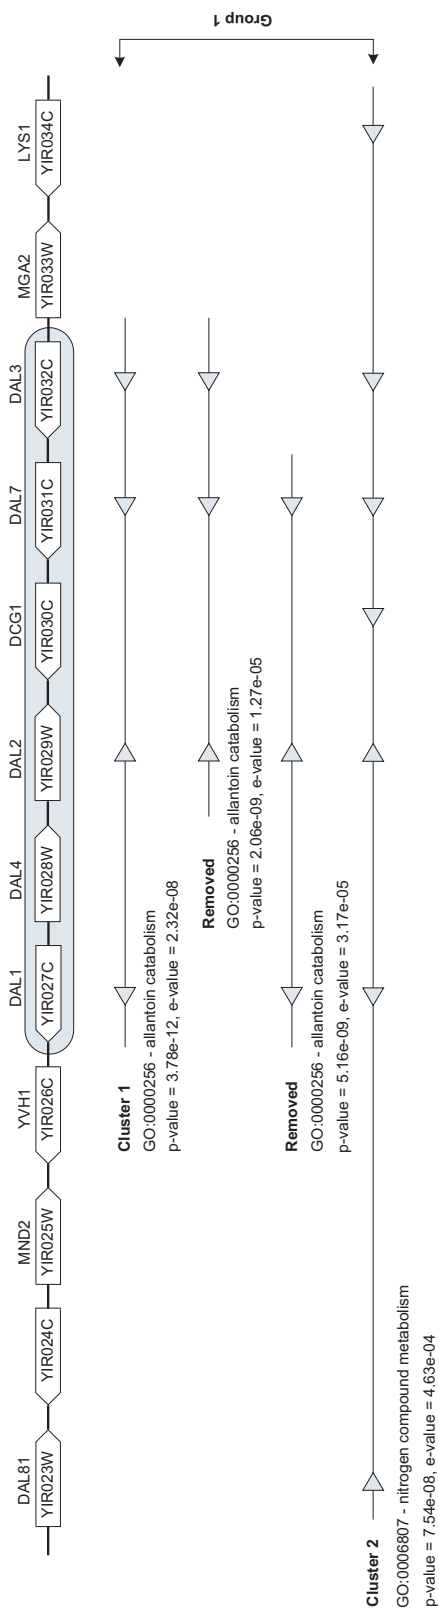 DAL81
MND2
YVH1
DAL1
DAL4
DAL2
DCG1
DAL7
DAL3
MGA2
LYS1
YIR023W
YIR024C
YIR025W
YIR026C
YIR027C
YIR028W
YIR029W
YIR030C
YIR031C
YIR032C
YIR033W
YIR034C
Group 1
Cluster 1
GO:0000256 - allantoin catabolism
p-value = 3.78e-12, e-value = 2.32e-08
Removed
GO:0000256 - allantoin catabolism
p-value = 2.06e-09, e-value = 1.27e-05
Removed
GO:0000256 - allantoin catabolism
p-value = 5.16e-09, e-value = 3.17e-05
Cluster 2
GO:0006807 - nitrogen compound metabolism
p-value = 7.54e-08, e-value = 4.63e-04